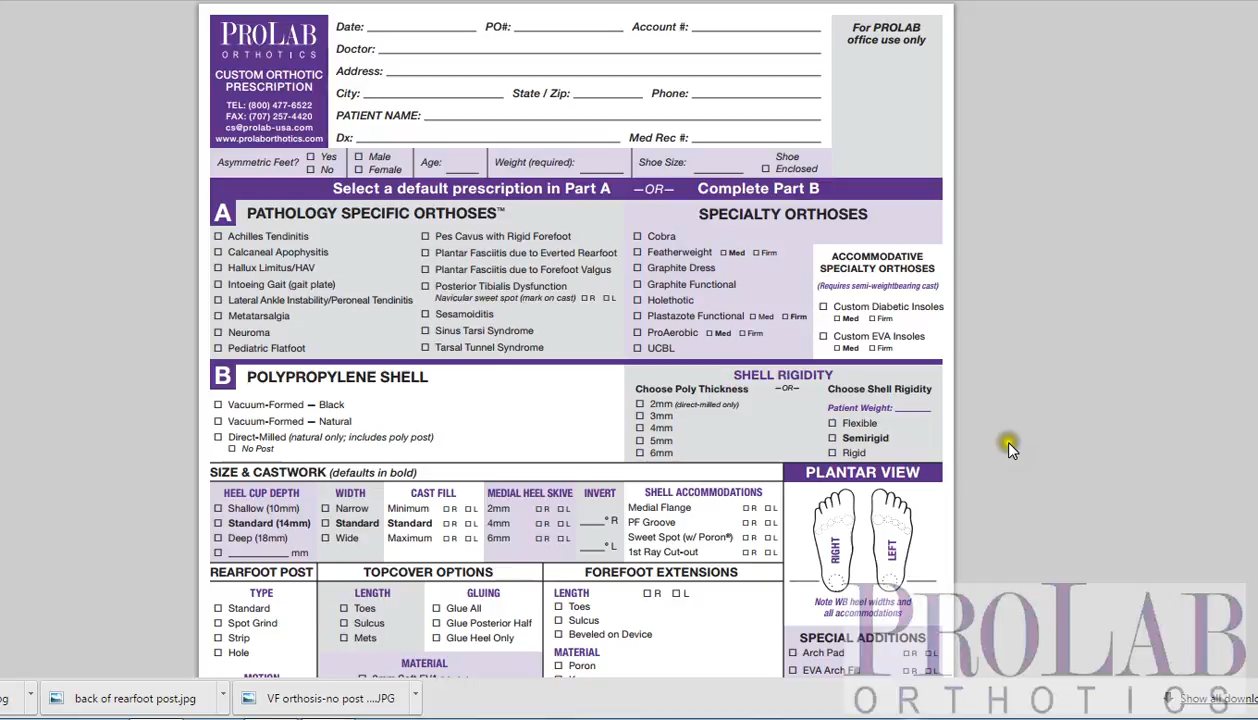 PROLAB
ORTHOTICS
CUSTOM ORTHOTIC
PRESCRIPTION
TEL: (800) 477-6522
FAX: (707) 257-4420
cs@prolab-usa.com
www.prolaborthotics.com
Date: PO#: Account #:
Doctor:
Address:
City: State / Zip: Phone:
PATIENT NAME:
Dx: Med Rec #:
For PROLAB
office use only
Asymmetric Feet? Yes No Male Female Age: Weight (required): Shoe Size: Shoe Enclosed
Select a default prescription in Part A —OR— Complete Part B
A PATHOLOGY SPECIFIC ORTHOSES™
Achilles Tendinitis
Calcaneal Apophysitis
Hallux Limitus/HAV
Intoeing Gait (gait plate)
Lateral Ankle Instability/Peroneal Tendinitis
Metatarsalgia
Neuroma
Pediatric Flatfoot
Pes Cavus with Rigid Forefoot
Plantar Fasciitis due to Everted Rearfoot
Plantar Fasciitis due to Forefoot Valgus
Posterior Tibialis Dysfunction
Navicular sweet spot (mark on cast) R L
Sesamoiditis
Sinus Tarsi Syndrome
Tarsal Tunnel Syndrome
SPECIALTY ORTHOSES
Cobra
Featherweight Med Firm
Graphite Dress
Graphite Functional
Holethotic
Plastazote Functional Med Firm
ProAerobic Med Firm
UCBL
ACCOMMODATIVE
SPECIALTY ORTHOSES
(Requires semi-weightbearing cast)
Custom Diabetic Insoles
Med Firm
Custom EVA Insoles
Med Firm
B POLYPROPYLENE SHELL
Vacuum-Formed — Black
Vacuum-Formed — Natural
Direct-Milled (natural only; includes poly post)
No Post
SHELL RIGIDITY
Choose Poly Thickness —OR— Choose Shell Rigidity
2mm (direct-milled only)
3mm
4mm
5mm
6mm
Patient Weight:
Flexible
Semirigid
Rigid
SIZE & CASTWORK (defaults in bold)
HEEL CUP DEPTH
Shallow (10mm)
Standard (14mm)
Deep (18mm)
mm
WIDTH
Narrow
Standard
Wide
CAST FILL
Minimum R L
Standard R L
Maximum R L
MEDIAL HEEL SKIVE
2mm R L
4mm R L
6mm R L
INVERT
° R
° L
SHELL ACCOMMODATIONS
Medial Flange R L
PF Groove R L
Sweet Spot (w/ Poron®) R L
1st Ray Cut-out R L
PLANTAR VIEW
RIGHT
LEFT
Note WB heel widths and
all accommodations
REARFOOT POST
TYPE
Standard
Spot Grind
Strip
Hole
MOTION
TOPCOVER OPTIONS
LENGTH
Toes
Sulcus
Mets
GLUING
Glue All
Glue Posterior Half
Glue Heel Only
MATERIAL
FOREFOOT EXTENSIONS
LENGTH R L
Toes
Sulcus
Beveled on Device
MATERIAL
Poron
SPECIAL ADDITIONS
Arch Pad R L
EVA Arch Fill R L
PROLAB
ORTHOTICS
back of rearfoot post.jpg
VF orthosis-no post ....JPG